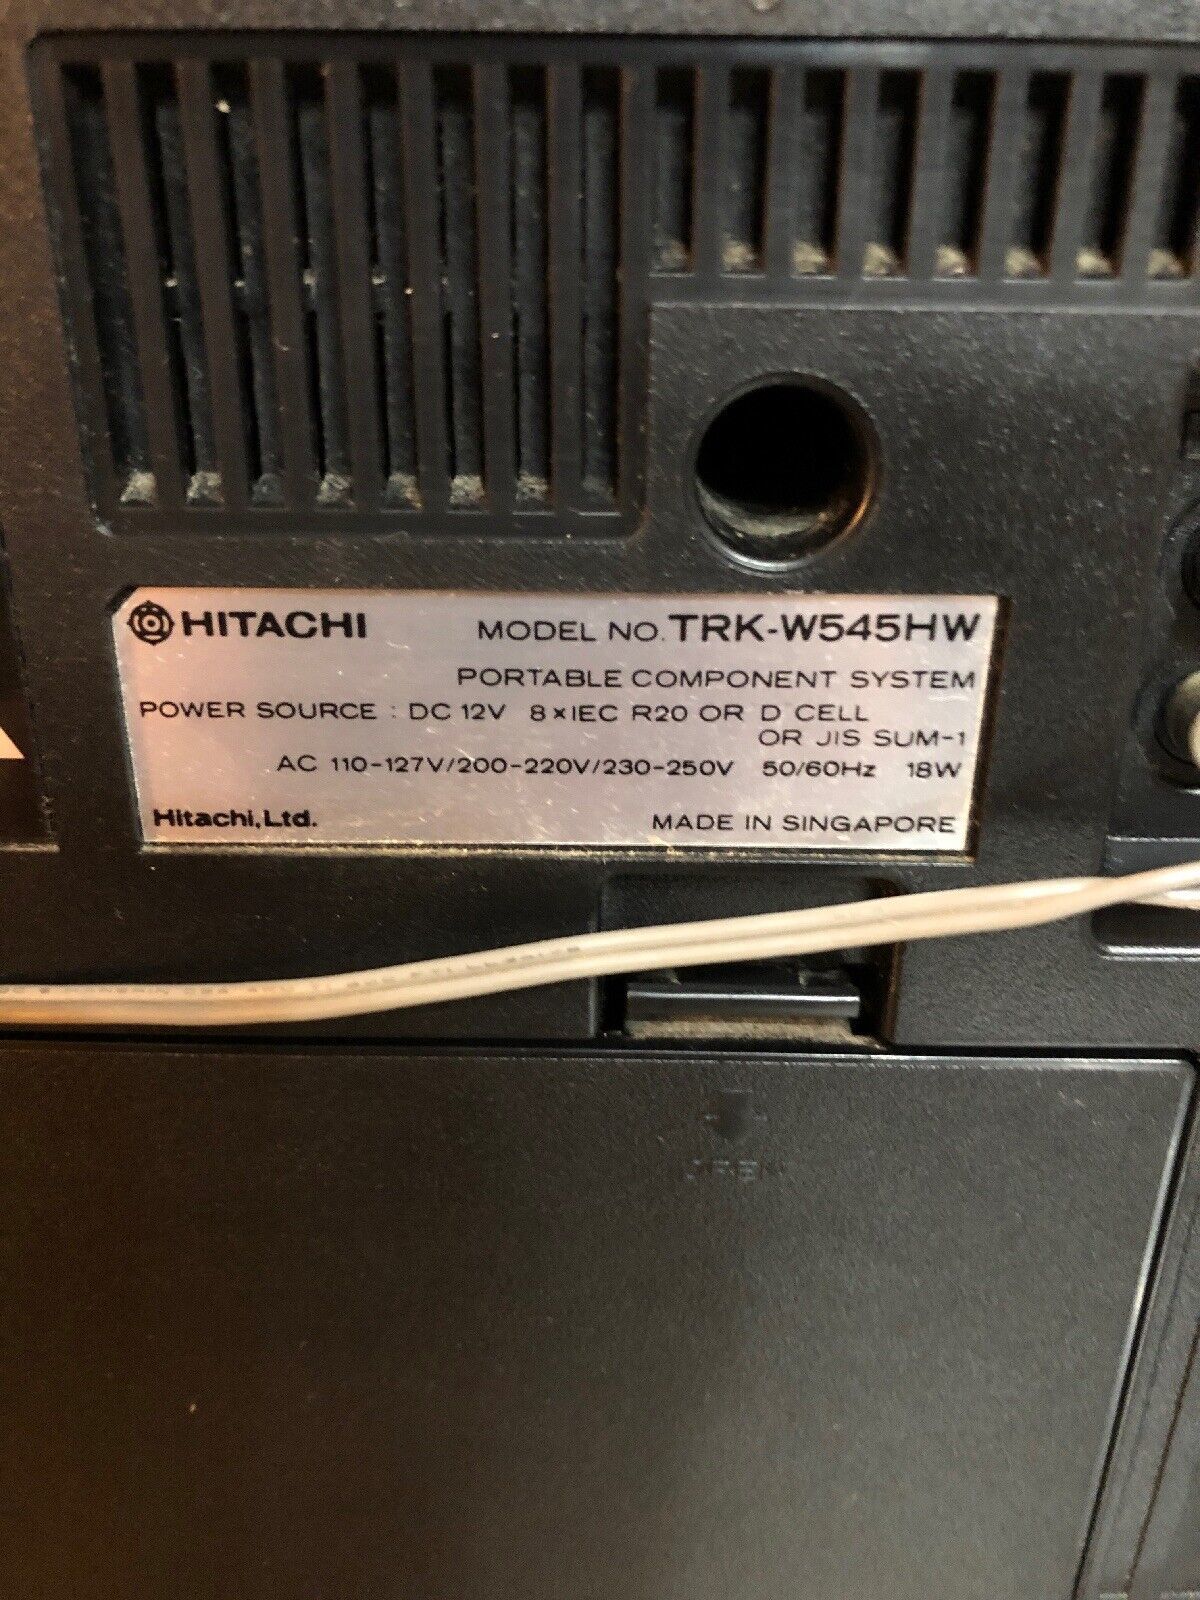 HITACHI MODEL NO. TRK-W545HW
PORTABLE COMPONENT SYSTEM
POWER SOURCE : DC 12V 8×IEC R20 OR D CELL
OR JIS SUM-1
AC 110-127V/200-220V/230-250V 50/60Hz 18W
Hitachi, Ltd. MADE IN SINGAPORE
OPEN